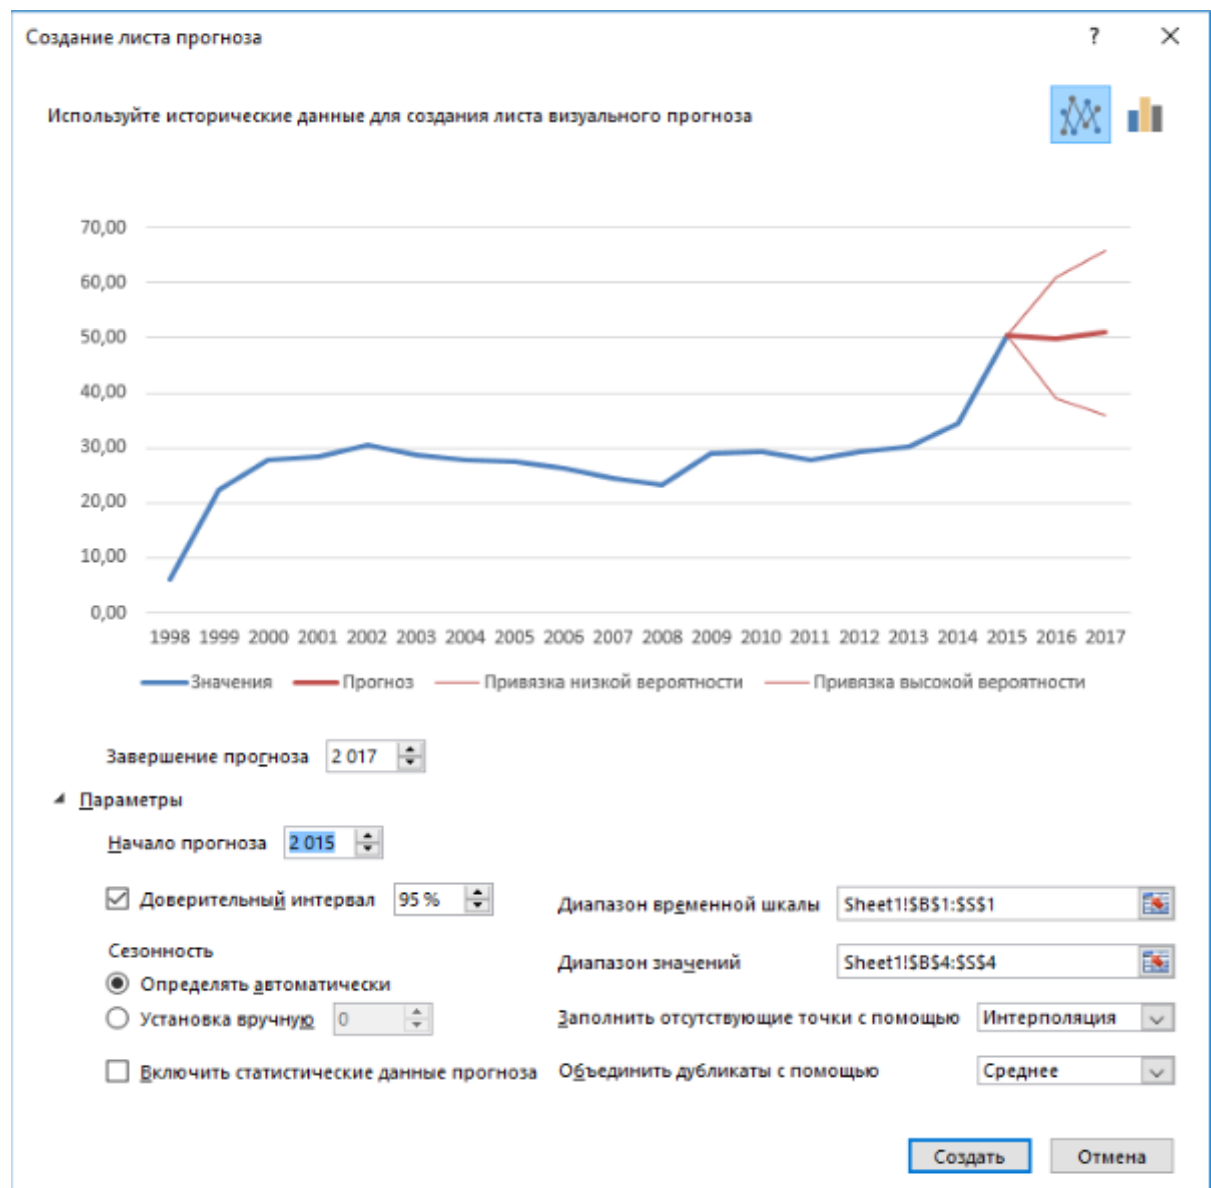 Создание листа прогноза ?
Используйте исторические данные для создания листа визуального прогноза
70,00
60,00
50,00
40,00
30,00
20,00
10,00
0,00
1998 1999 2000 2001 2002 2003 2004 2005 2006 2007 2008 2009 2010 2011 2012 2013 2014 2015 2016 2017
Значения Прогноз Привязка низкой вероятности Привязка высокой вероятности
Завершение прогноза 2 017
Параметры
Начало прогноза 2 015
Доверительный интервал 95 %
Диапазон временной шкалы Sheet1!$B$1:$S$1
Сезонность
Диапазон значений Sheet1!$B$4:$S$4
Определять автоматически
Установка вручную 0
Заполнить отсутствующие точки с помощью Интерполяция
Включить статистические данные прогноза
Объединить дубликаты с помощью Среднее
Создать Отмена